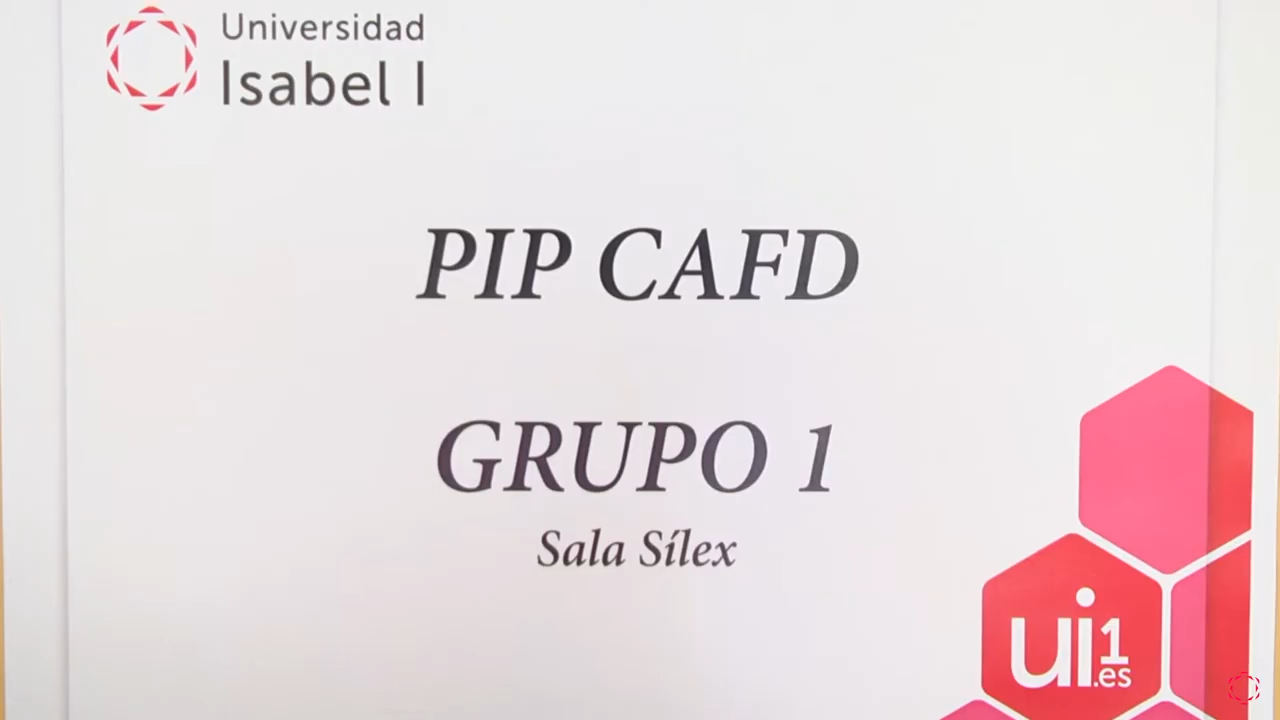 Universidad
Isabel I
PIP CAFD
GRUPO 1
Sala Sílex
ui1
.es